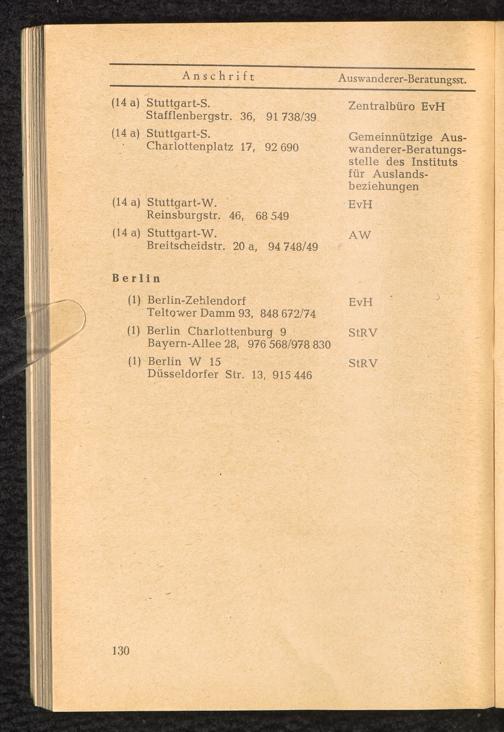 Anschrift Auswanderer-Beratungsst.
(14 a) Stuttgart-S. Zentralbüro EvH
Stafflenbergstr. 36, 91 738/39
(14 a) Stuttgart-S. Gemeinnützige Aus-
Charlottenplatz 17, 92 690 wanderer-Beratungs-
stelle des Instituts
für Auslands-
beziehungen
(14 a) Stuttgart-W. EvH
Reinsburgstr. 46, 68 549
(14 a) Stuttgart-W. AW
Breitscheidstr. 20 a, 94 748/49
Berlin
(1) Berlin-Zehlendorf EvH
Teltower Damm 93, 848 672/74
(1) Berlin Charlottenburg 9 StRV
Bayern-Allee 28, 976 568/978 830
(1) Berlin W 15 StRV
Düsseldorfer Str. 13, 915 446
130